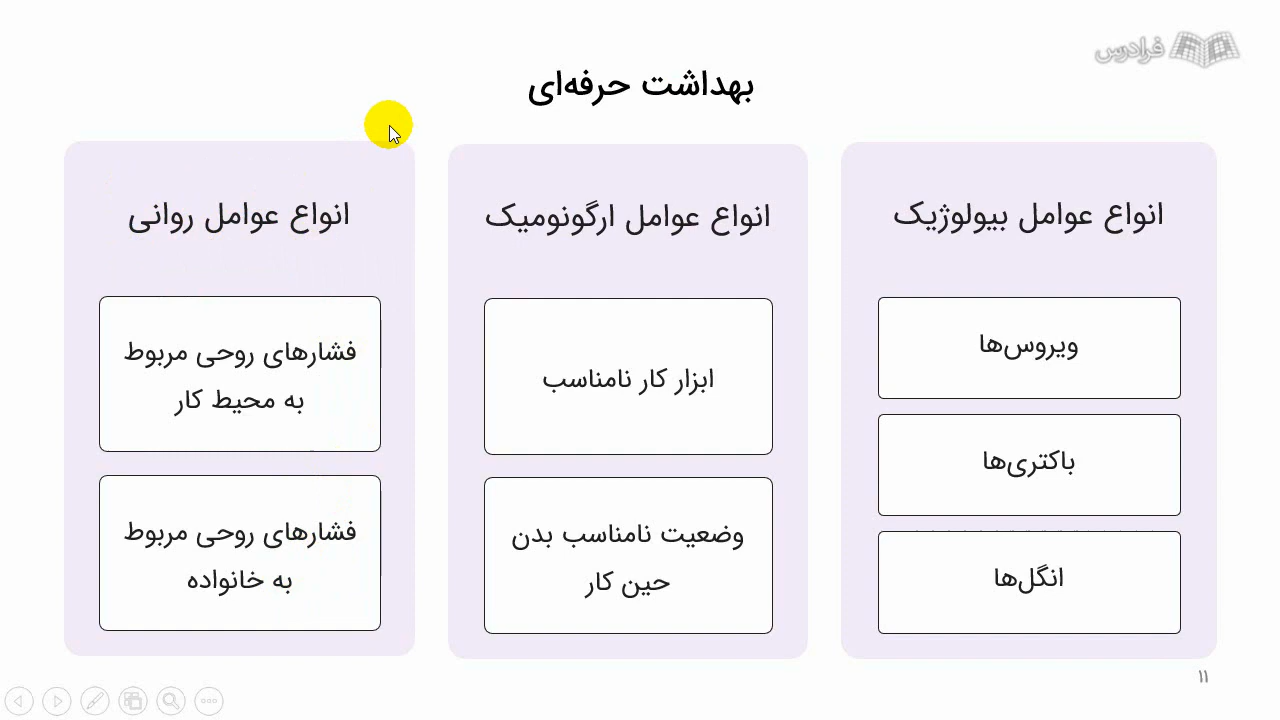 فرادرس
بهداشت حرفه‌ای
انواع عوامل بیولوژیک
ویروس‌ها
باکتری‌ها
انگل‌ها
انواع عوامل ارگونومیک
ابزار کار نامناسب
وضعیت نامناسب بدن
حین کار
انواع عوامل روانی
فشارهای روحی مربوط
به محیط کار
فشارهای روحی مربوط
به خانواده
۱۱